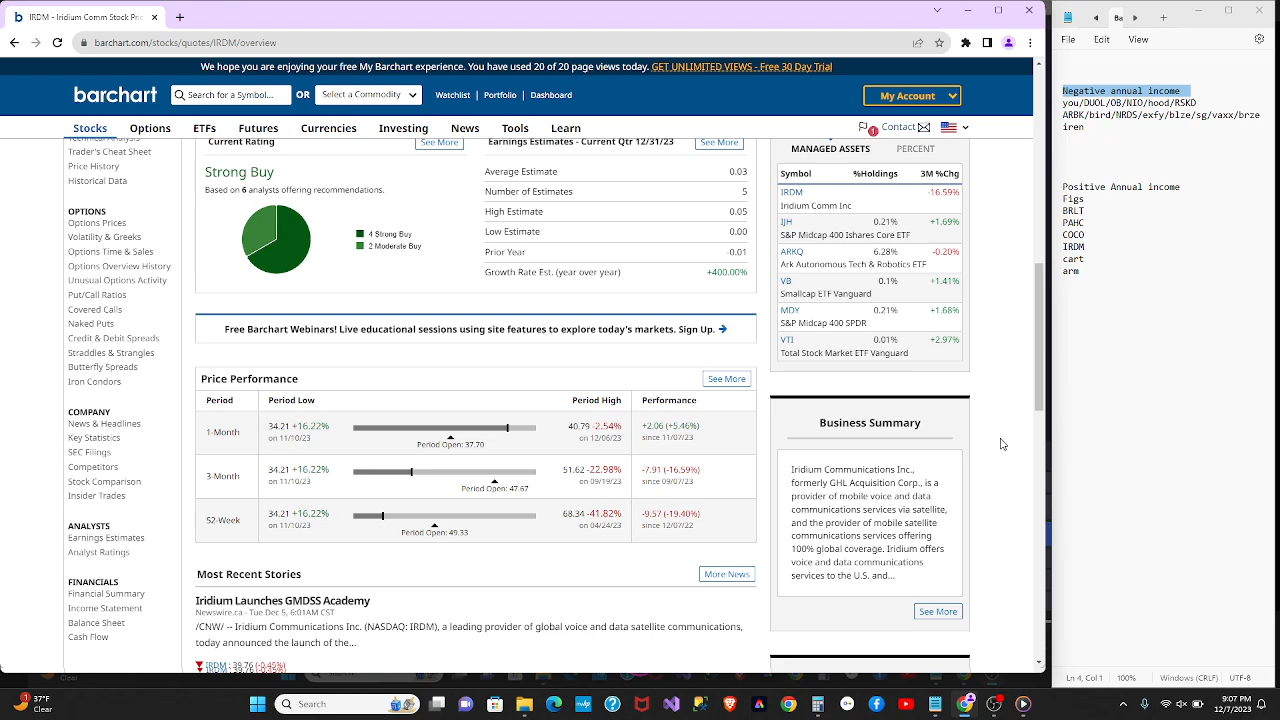 IRDM - Iridium Comm Stock Pric
barchart.com/stocks/quotes/IRDM/overview
We hope you are enjoying your free My Barchart experience. You have used 20 of 20 page views today. GET UNLIMITED VIEWS - Free 30 Day Trial
barchart
Search for a Symbol...
OR
Select a Commodity
Watchlist | Portfolio | Dashboard
My Account
Stocks Options ETFs Futures Currencies Investing News Tools Learn
1 Contact
Technical Analysis
Trader's Cheat Sheet
Price History
Historical Data
OPTIONS
Options Prices
Volatility & Greeks
Options Time & Sales
Options Overview History
Unusual Options Activity
Put/Call Ratios
Covered Calls
Naked Puts
Credit & Debit Spreads
Straddles & Strangles
Butterfly Spreads
Iron Condors
COMPANY
News & Headlines
Key Statistics
SEC Filings
Competitors
Stock Comparison
Insider Trades
ANALYSTS
Earnings Estimates
Analyst Ratings
FINANCIALS
Financial Summary
Income Statement
Balance Sheet
Cash Flow
Current Rating See More
Strong Buy
Based on 6 analysts offering recommendations.
4 Strong Buy
2 Moderate Buy
Earnings Estimates - Current Qtr 12/31/23 See More
Average Estimate 0.03
Number of Estimates 5
High Estimate 0.05
Low Estimate 0.00
Prior Year -0.01
Growth Rate Est. (year over year) +400.00%
Free Barchart Webinars! Live educational sessions using site features to explore today's markets. Sign Up.
Price Performance See More
Period Period Low Period High Performance
1-Month 34.21 +16.22% 40.79 -2.54% +2.06 (+5.46%)
on 11/10/23 Period Open: 37.70 on 12/06/23 since 11/07/23
3-Month 34.21 +16.22% 51.62 -22.98% -7.91 (-16.59%)
on 11/10/23 Period Open: 47.67 on 09/19/23 since 09/07/23
52-Week 34.21 +16.22% 68.34 -41.82% -9.57 (-19.40%)
on 11/10/23 Period Open: 49.33 on 04/24/23 since 12/07/22
Most Recent Stories More News
Iridium Launches GMDSS Academy
Newswire.ca - Tue Dec 5, 6:01AM CST
/CNW/ -- Iridium Communications Inc. (NASDAQ: IRDM), a leading provider of global voice and data satellite communications,
today announced the launch of the...
MANAGED ASSETS PERCENT
Symbol %Holdings 3M %Chg
IRDM -16.59%
Iridium Comm Inc
IJH 0.21% +1.69%
S&P Midcap 400 Ishares Core ETF
ARKQ 6.28% -0.20%
Ark Autonomous Tech & Robotics ETF
VB 0.1% +1.41%
Smallcap ETF Vanguard
MDY 0.21% +1.68%
S&P Midcap 400 SPDR
VTI 0.01% +2.97%
Total Stock Market ETF Vanguard
Business Summary
Iridium Communications Inc.,
formerly GHL Acquisition Corp., is a
provider of mobile voice and data
communications services via satellite,
and the provider of mobile satellite
communications services offering
100% global coverage. Iridium offers
voice and data communications
services to the U.S. and...
See More
Ba
File Edit View
Negative annual income
you/DUOL/OB/NIO/hood/RSKD
ARBK/bird/NRDS/exfy/blze/sg/vaxx/brze
iren
Positive Annual income
Figs
BRLT
PAHC
COCO
IRDM
cart
arm
Ln 4, Col 1 100% Windows (CRLF) UTF-8
37°F
Clear
Search
9:07 PM
12/7/2023